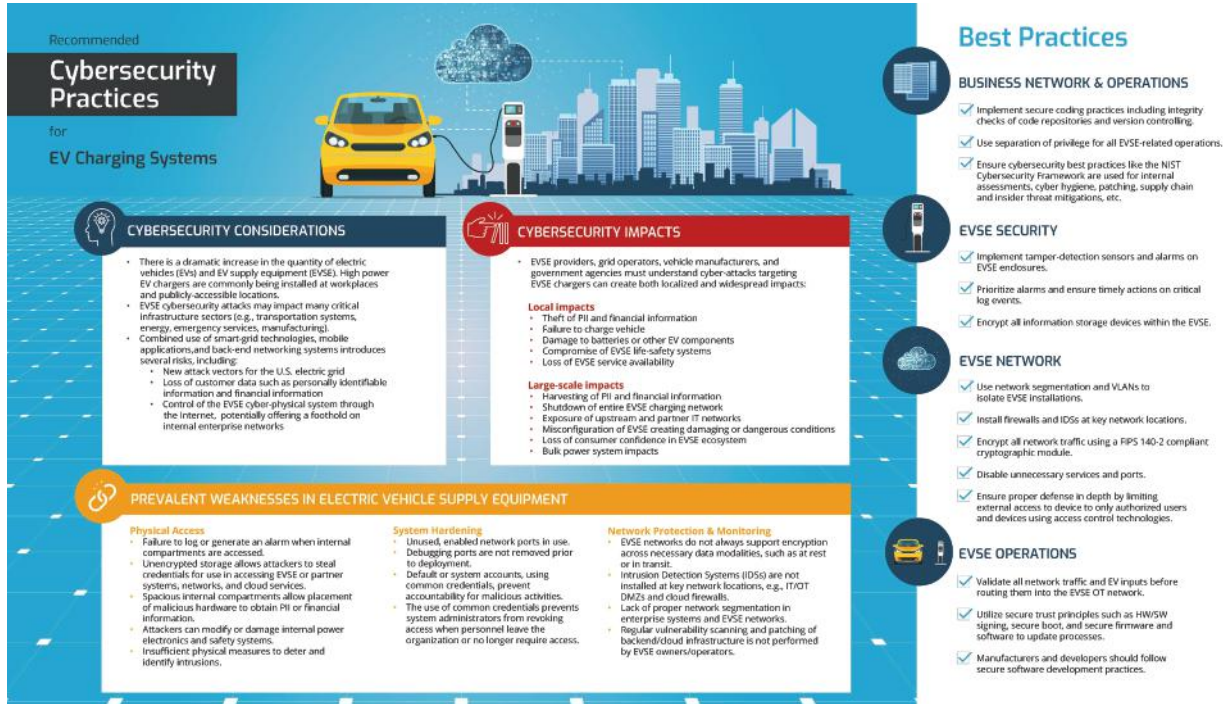 Recommended
Cybersecurity
Practices
for
EV Charging Systems
CYBERSECURITY CONSIDERATIONS
• There is a dramatic increase in the quantity of electric
vehicles (EVs) and EV supply equipment (EVSE). High power
EV chargers are commonly being installed at workplaces
and publicly-accessible locations.
• EVSE cybersecurity attacks may impact many critical
infrastructure sectors (e.g., transportation systems,
energy, emergency services, manufacturing).
• Combined use of smart-grid technologies, mobile
applications,and back-end networking systems introduces
several risks, including:
• New attack vectors for the U.S. electric grid
• Loss of customer data such as personally identifiable
information and financial information
• Control of the EVSE cyber-physical system through
the Internet, potentially offering a foothold on
internal enterprise networks
CYBERSECURITY IMPACTS
• EVSE providers, grid operators, vehicle manufacturers, and
government agencies must understand cyber-attacks targeting
EVSE chargers can create both localized and widespread impacts:
Local impacts
• Theft of PII and financial information
• Failure to charge vehicle
• Damage to batteries or other EV components
• Compromise of EVSE life-safety systems
• Loss of EVSE service availability
Large-scale impacts
• Harvesting of PII and financial information
• Shutdown of entire EVSE charging network
• Exposure of upstream and partner IT networks
• Misconfiguration of EVSE creating damaging or dangerous conditions
• Loss of consumer confidence in EVSE ecosystem
• Bulk power system impacts
PREVALENT WEAKNESSES IN ELECTRIC VEHICLE SUPPLY EQUIPMENT
Physical Access
• Failure to log or generate an alarm when internal
compartments are accessed.
• Unencrypted storage allows attackers to steal
credentials for use in accessing EVSE or partner
systems, networks, and cloud services.
• Spacious internal compartments allow placement
of malicious hardware to obtain PII or financial
information.
• Attackers can modify or damage internal power
electronics and safety systems.
• Insufficient physical measures to deter and
identify intrusions.
System Hardening
• Unused, enabled network ports in use.
• Debugging ports are not removed prior
to deployment.
• Default or system accounts, using
common credentials, prevent
accountability for malicious activities.
• The use of common credentials prevents
system administrators from revoking
access when personnel leave the
organization or no longer require access.
Network Protection & Monitoring
• EVSE networks do not always support encryption
across necessary data modalities, such as at rest
or in transit.
• Intrusion Detection Systems (IDSs) are not
installed at key network locations, e.g., IT/OT
DMZs and cloud firewalls.
• Lack of proper network segmentation in
enterprise systems and EVSE networks.
• Regular vulnerability scanning and patching of
backend/cloud infrastructure is not performed
by EVSE owners/operators.
Best Practices
BUSINESS NETWORK & OPERATIONS
Implement secure coding practices including integrity
checks of code repositories and version controlling.
Use separation of privilege for all EVSE-related operations.
Ensure cybersecurity best practices like the NIST
Cybersecurity Framework are used for internal
assessments, cyber hygiene, patching, supply chain
and insider threat mitigations, etc.
EVSE SECURITY
Implement tamper-detection sensors and alarms on
EVSE enclosures.
Prioritize alarms and ensure timely actions on critical
log events.
Encrypt all information storage devices within the EVSE.
EVSE NETWORK
Use network segmentation and VLANs to
isolate EVSE installations.
Install firewalls and IDSs at key network locations.
Encrypt all network traffic using a FIPS 140-2 compliant
cryptographic module.
Disable unnecessary services and ports.
Ensure proper defense in depth by limiting
external access to device to only authorized users
and devices using access control technologies.
EVSE OPERATIONS
Validate all network traffic and EV inputs before
routing them into the EVSE OT network.
Utilize secure trust principles such as HW/SW
signing, secure boot, and secure firmware and
software to update processes.
Manufacturers and developers should follow
secure software development practices.